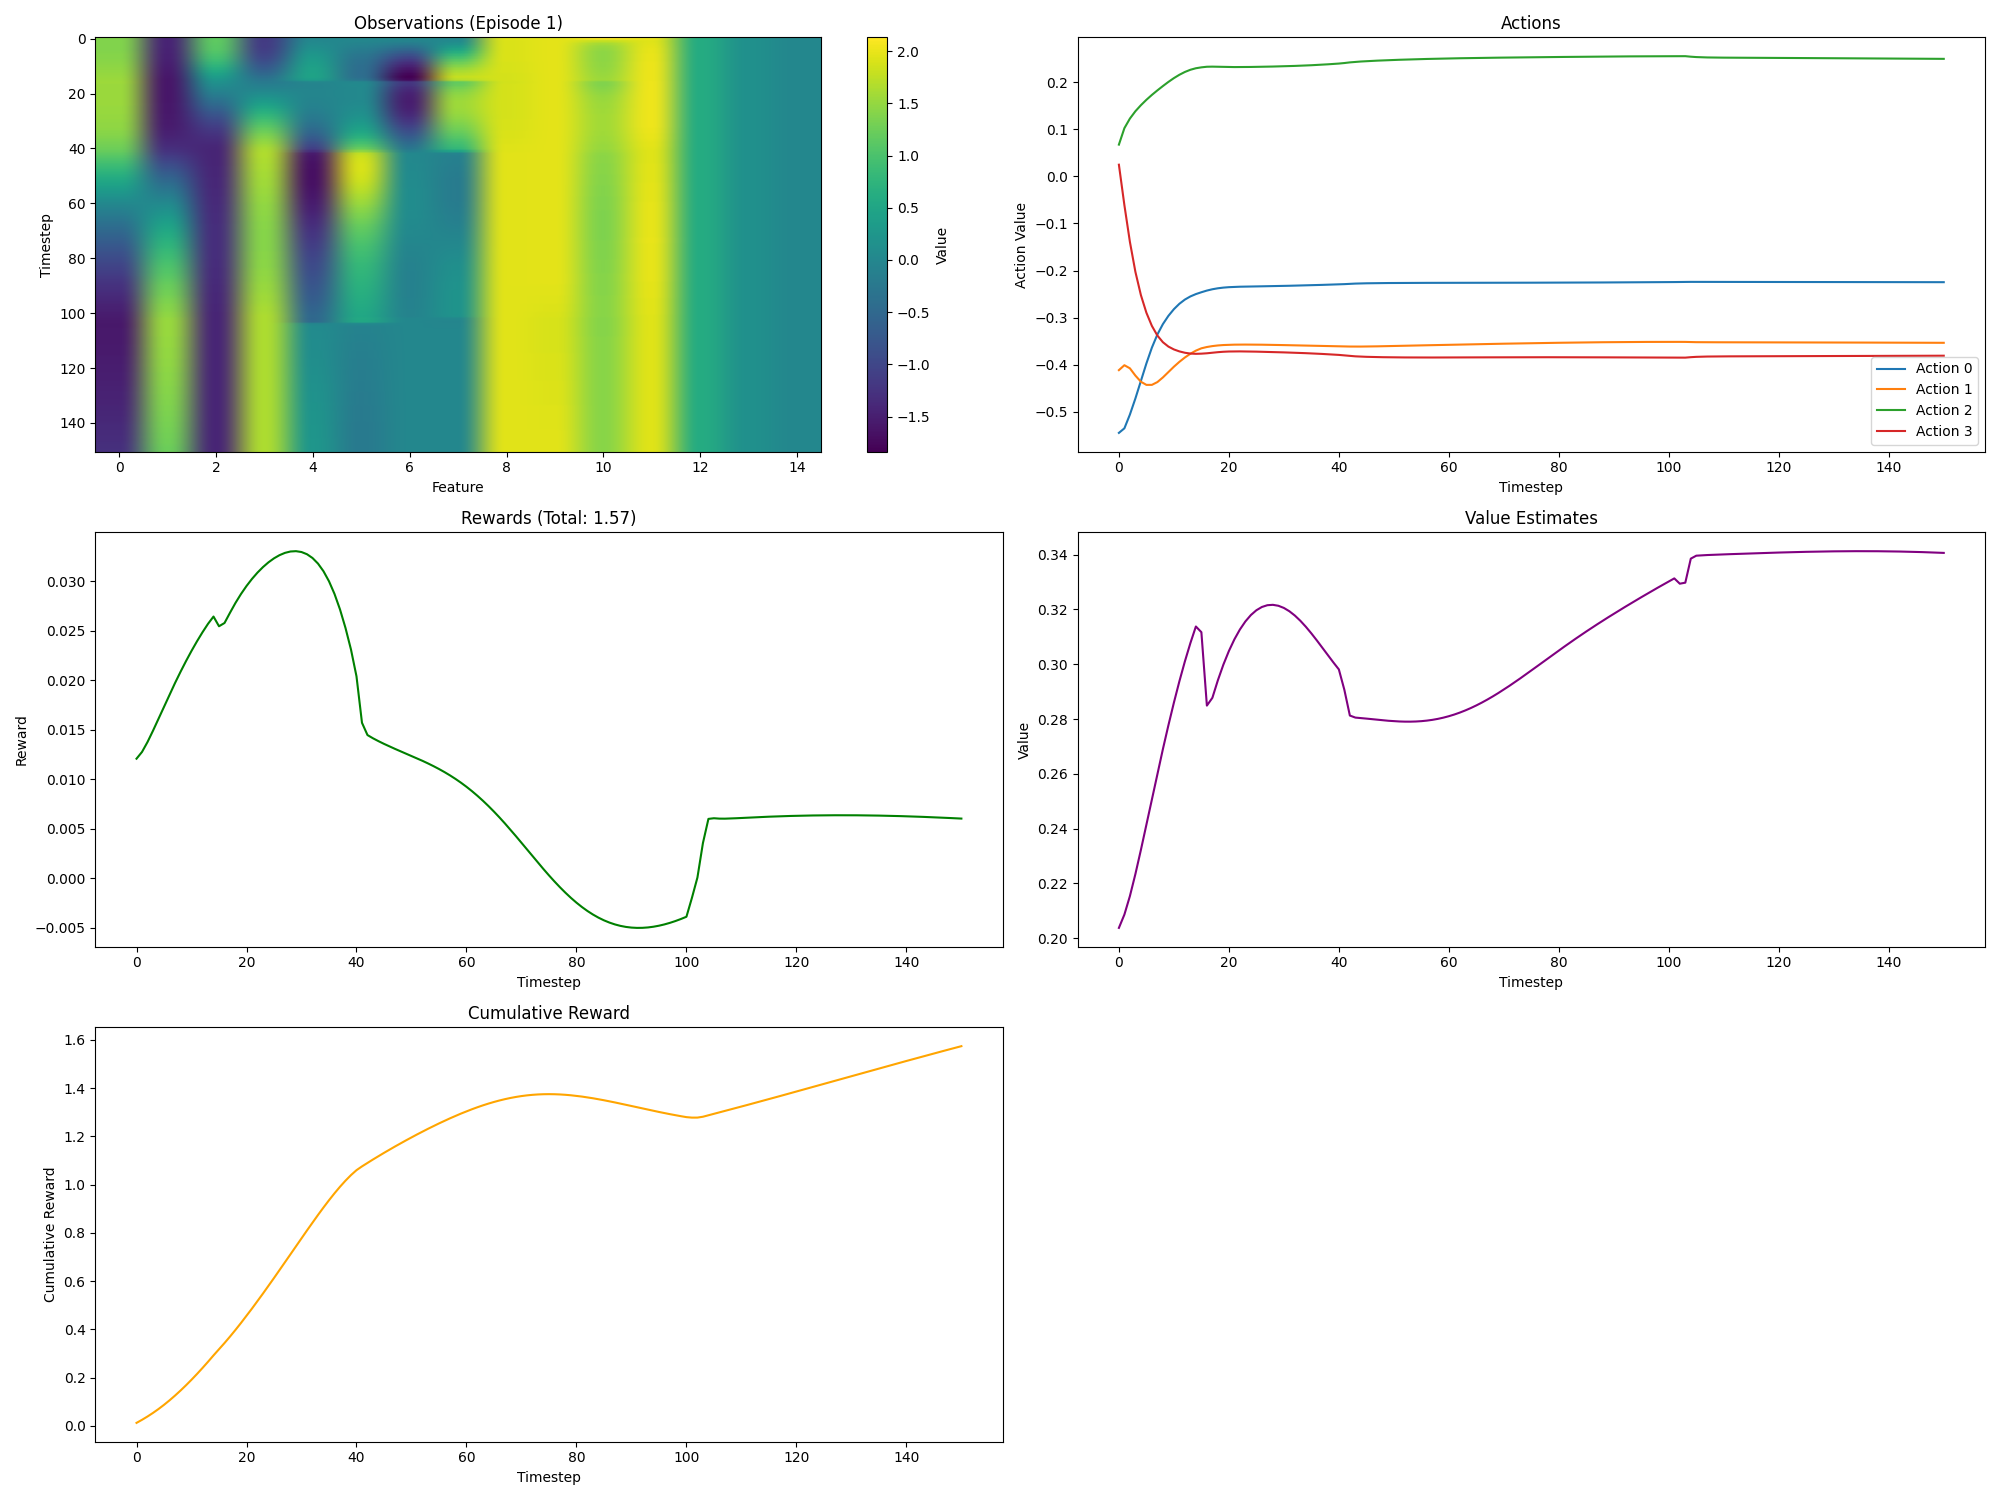 Observations (Episode 1)
0
20
40
60
80
100
120
140
Timestep
0 2 4 6 8 10 12 14
Feature
2.0
1.5
1.0
0.5
0.0
−0.5
−1.0
−1.5
Value
Actions
0.2
0.1
0.0
−0.1
−0.2
−0.3
−0.4
−0.5
Action Value
Action 0
Action 1
Action 2
Action 3
0 20 40 60 80 100 120 140
Timestep
Rewards (Total: 1.57)
0.030
0.025
0.020
0.015
0.010
0.005
0.000
−0.005
Reward
0 20 40 60 80 100 120 140
Timestep
Value Estimates
0.34
0.32
0.30
0.28
0.26
0.24
0.22
0.20
Value
0 20 40 60 80 100 120 140
Timestep
Cumulative Reward
1.6
1.4
1.2
1.0
0.8
0.6
0.4
0.2
0.0
Cumulative Reward
0 20 40 60 80 100 120 140
Timestep